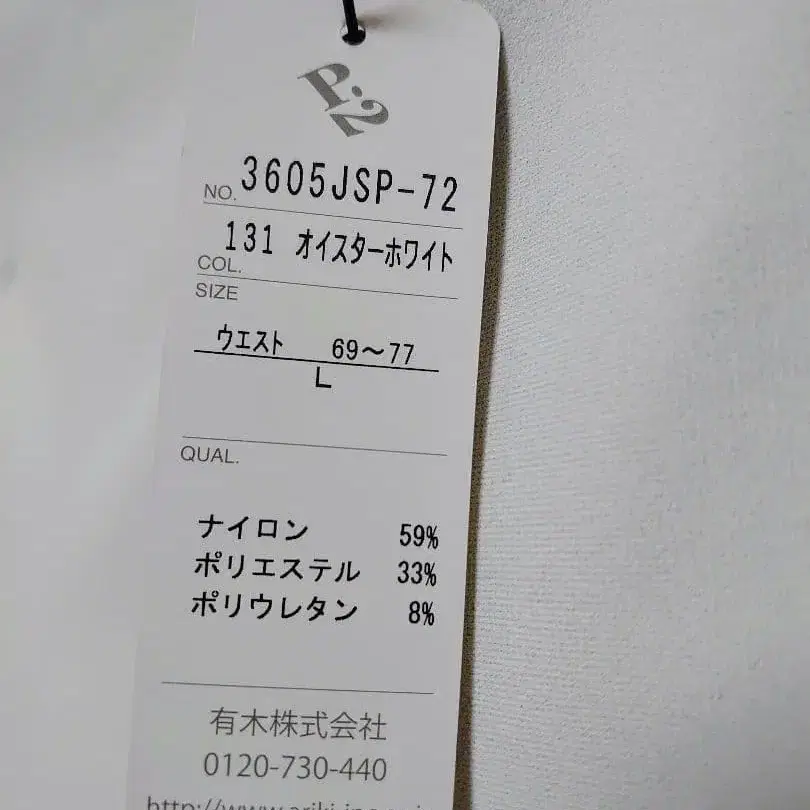 P.2
NO. 3605JSP-72
COL. 131 オイスターホワイト
SIZE
ウエスト 69～77
L
QUAL.
ナイロン 59%
ポリエステル 33%
ポリウレタン 8%
有木株式会社
0120-730-440